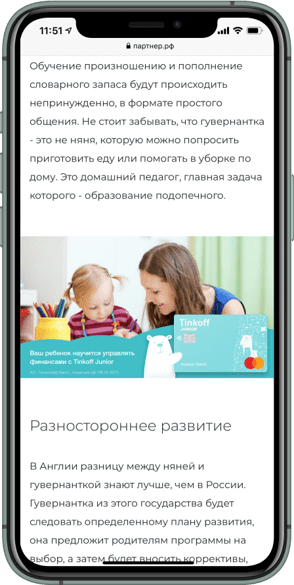 11:51
партнер.рф
Обучение произношению и пополнение
словарного запаса будут происходить
непринужденно, в формате простого
общения. Не стоит забывать, что гувернантка
- это не няня, которую можно попросить
приготовить еду или помогать в уборке по
дому. Это домашний педагог, главная задача
которого - образование подопечного.
Tinkoff
JUNIOR
Ваш ребенок научится управлять
финансами с Tinkoff Junior
Разностороннее развитие
В Англии разницу между няней и
гувернанткой знают лучше, чем в России.
Гувернантка из этого государства будет
следовать определенному плану развития,
она предложит родителям программы на
выбор, а затем будет вносить коррективы,